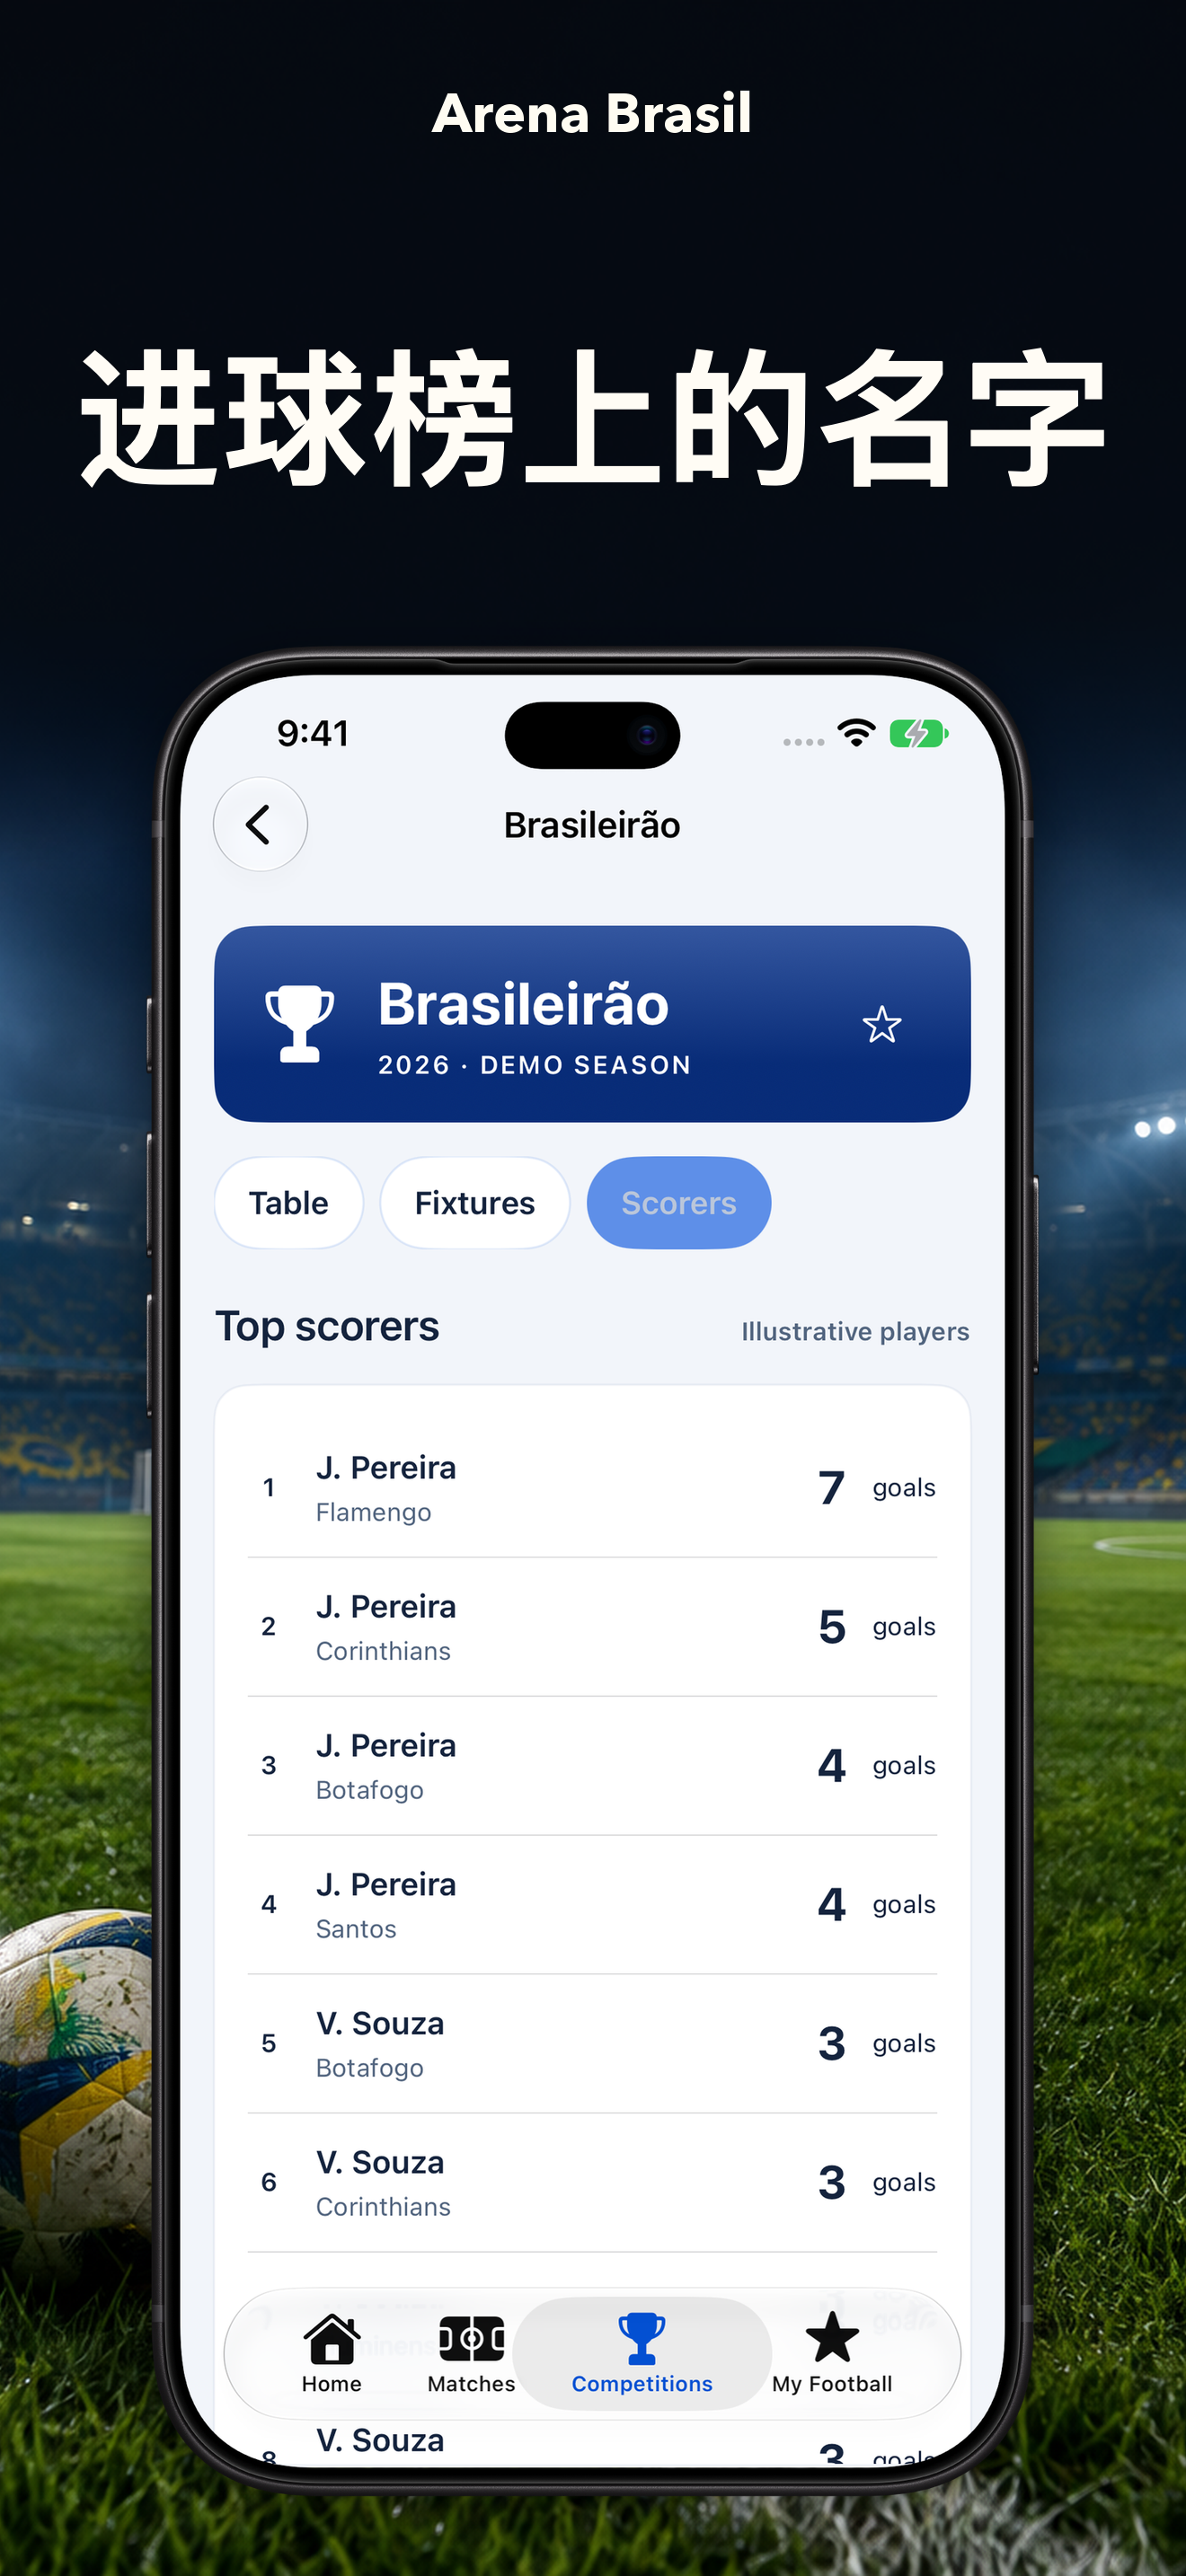 Arena Brasil
进球榜上的名字
9:41
Brasileirão
Brasileirão
2026 · DEMO SEASON
Table Fixtures Scorers
Top scorers Illustrative players
1 J. Pereira 7 goals
Flamengo
2 J. Pereira 5 goals
Corinthians
3 J. Pereira 4 goals
Botafogo
4 J. Pereira 4 goals
Santos
5 V. Souza 3 goals
Botafogo
6 V. Souza 3 goals
Corinthians
Home Matches Competitions My Football
8 V. Souza 3 goals